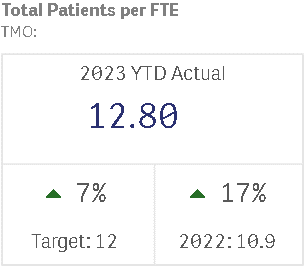 Total Patients per FTE
TMO:
2023 YTD Actual
12.80
▲ 7%
▲ 17%
Target: 12
2022: 10.9